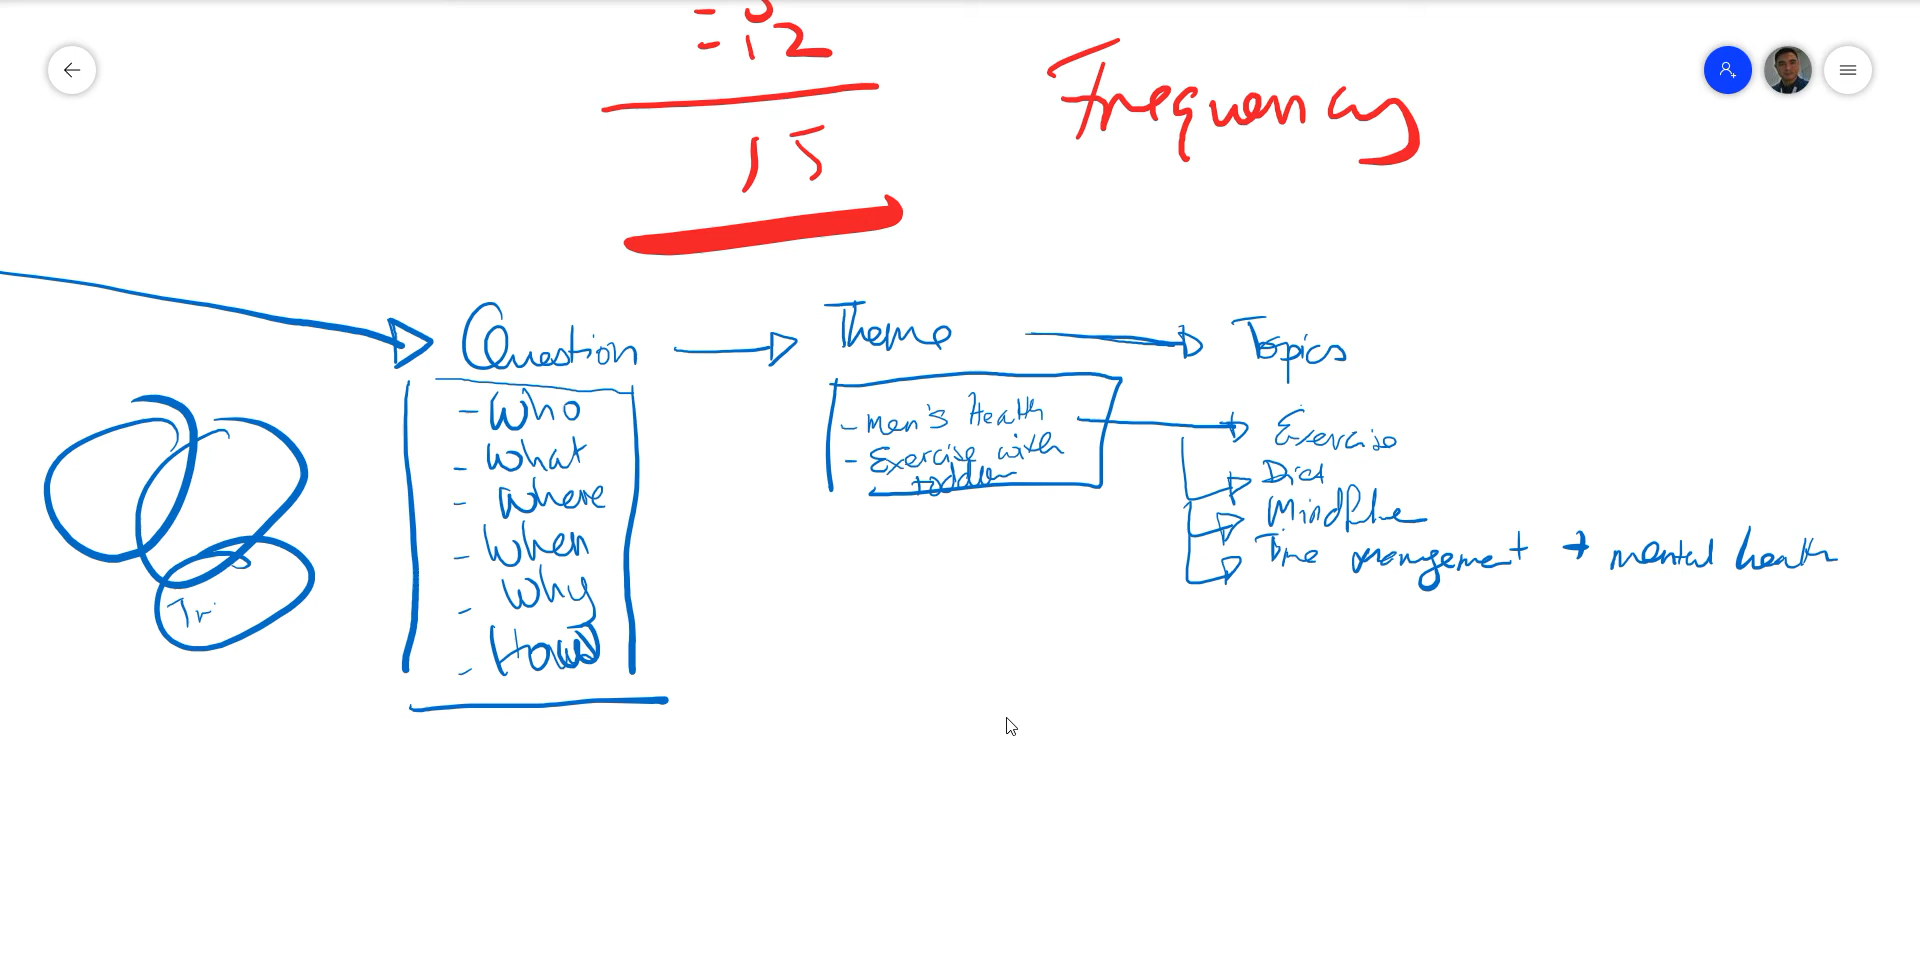 = 12
15
Frequency
Question
Theme
Topics
- Who
- what
- where
- When
- Why
- How
- Men's Health
- Exercise with
toddler
Exercise
Diet
Time management → mental health
Tr